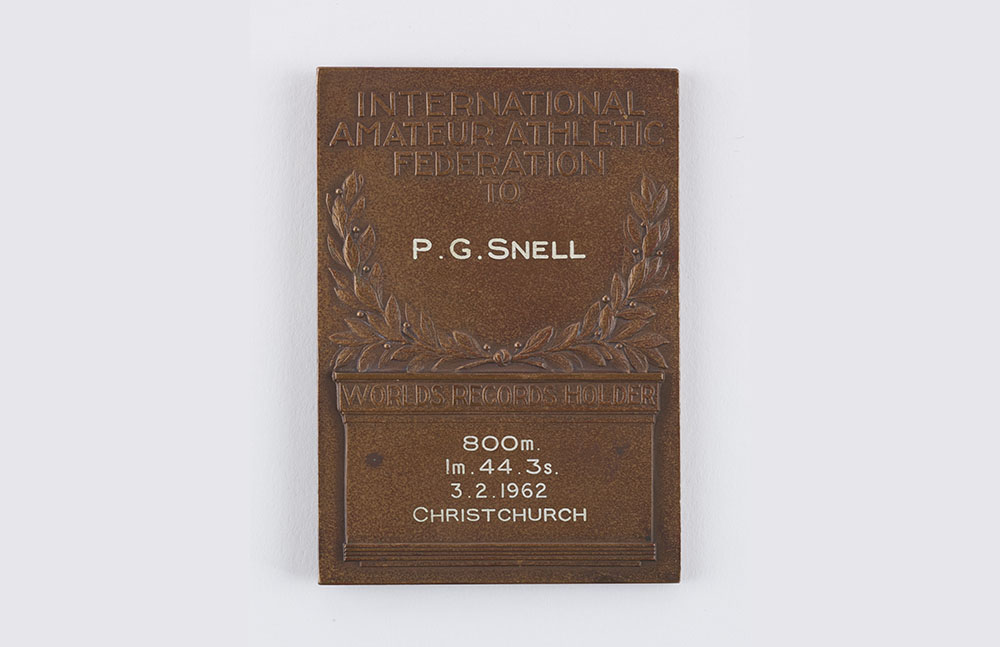 INTERNATIONAL
AMATEUR ATHLETIC
FEDERATION
TO
P.G.SNELL
WORLDS RECORDS HOLDER
800m.
1m.44.3s.
3.2.1962
CHRISTCHURCH